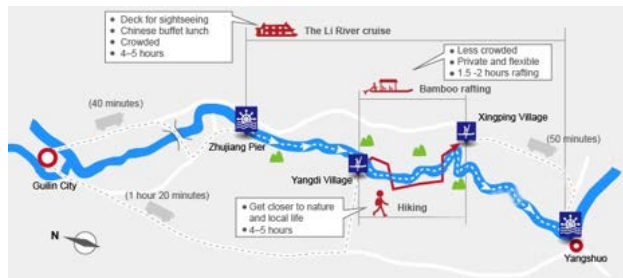 Deck for sightseeing
Chinese buffet lunch
Crowded
4–5 hours
The Li River cruise
Less crowded
Private and flexible
1.5 -2 hours rafting
Bamboo rafting
Xingping Village
(40 minutes)
Zhujiang Pier
(50 minutes)
Guilin City
Yangdi Village
(1 hour 20 minutes)
Get closer to nature
and local life
4–5 hours
Hiking
N
Yangshuo